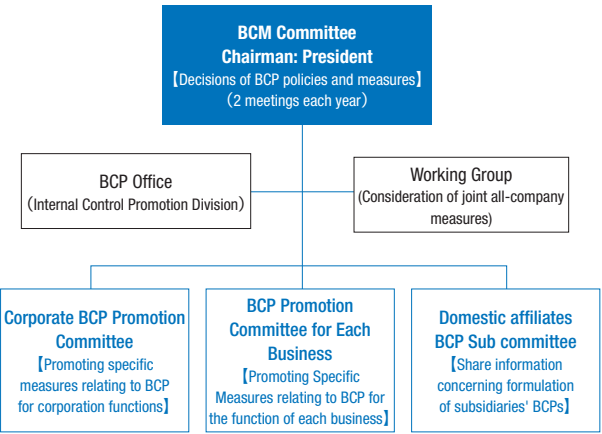 BCM Committee
Chairman: President
【Decisions of BCP policies and measures】
(2 meetings each year)
BCP Office
(Internal Control Promotion Division)
Working Group
(Consideration of joint all-company
measures)
Corporate BCP Promotion
Committee
【Promoting specific
measures relating to BCP
for corporation functions】
BCP Promotion
Committee for Each
Business
【Promoting Specific
Measures relating to BCP for
the function of each business】
Domestic affiliates
BCP Sub committee
【Share information
concerning formulation
of subsidiaries' BCPs】